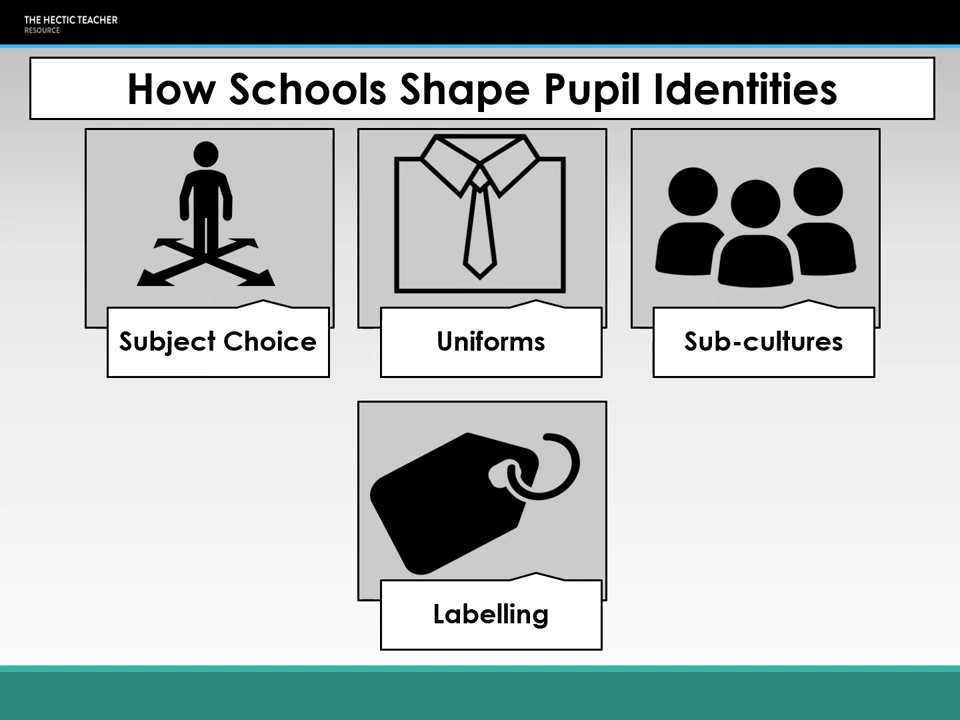 THE HECTIC TEACHER
RESOURCE
How Schools Shape Pupil Identities
Subject Choice
Uniforms
Sub-cultures
Labelling